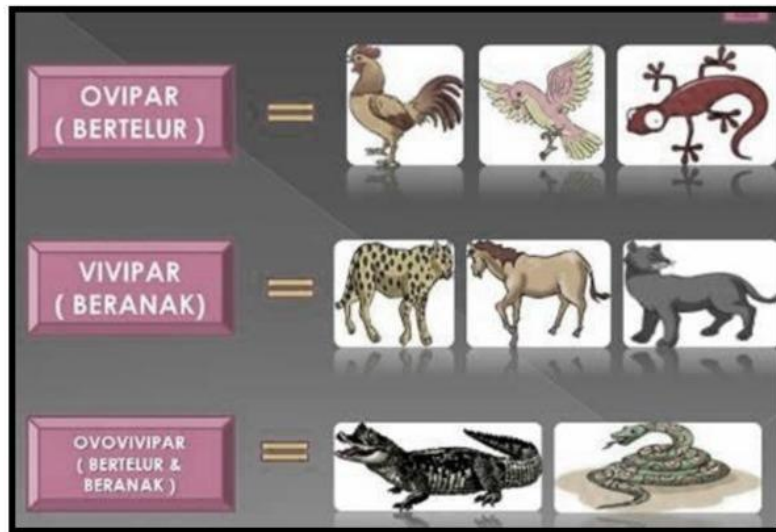 OVIPAR
( BERTELUR )
VIVIPAR
( BERANAK)
OVOVIVIPAR
( BERTELUR &
BERANAK )